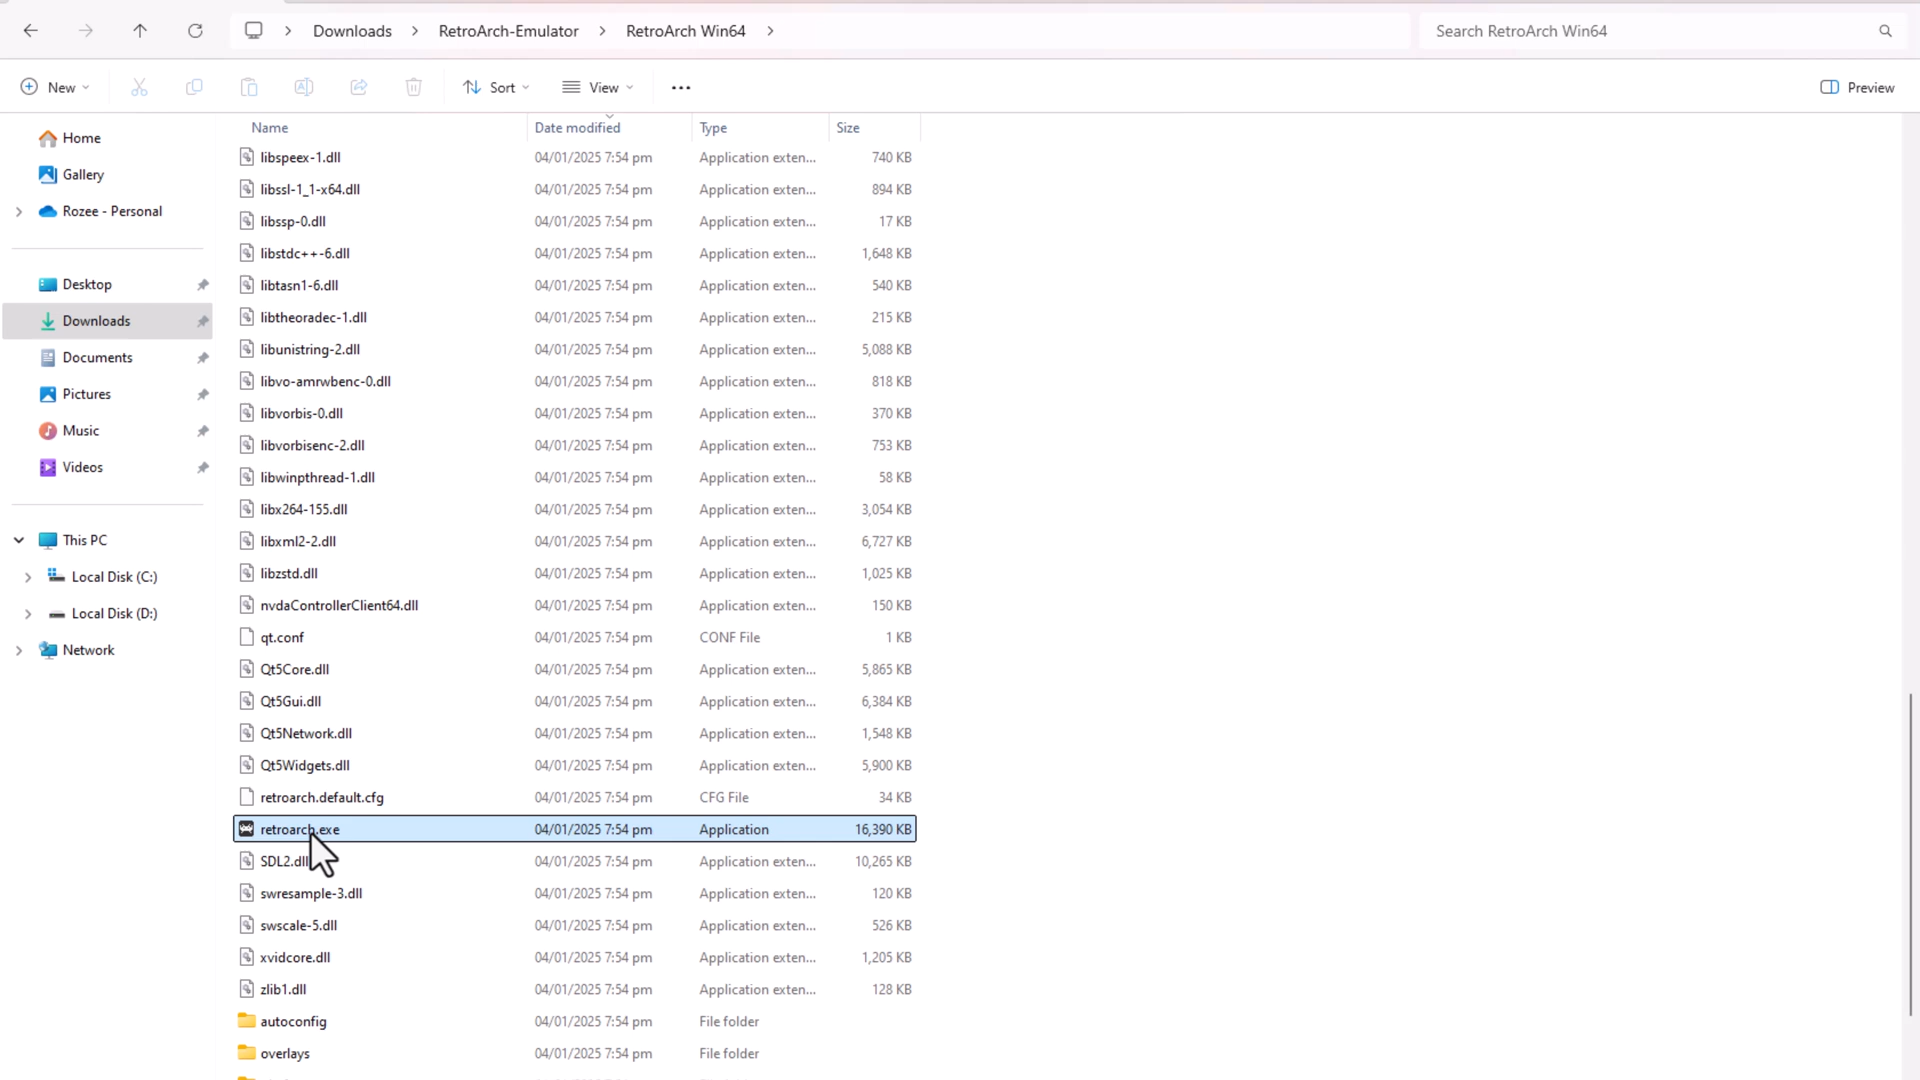 Downloads > RetroArch-Emulator > RetroArch Win64 >
Search RetroArch Win64
New
Sort
View
Preview
Home
Gallery
Rozee - Personal
Desktop
Downloads
Documents
Pictures
Music
Videos
This PC
Local Disk (C:)
Local Disk (D:)
Network
Name Date modified Type Size
libspeex-1.dll 04/01/2025 7:54 pm Application exten... 740 KB
libssl-1_1-x64.dll 04/01/2025 7:54 pm Application exten... 894 KB
libssp-0.dll 04/01/2025 7:54 pm Application exten... 17 KB
libstdc++-6.dll 04/01/2025 7:54 pm Application exten... 1,648 KB
libtasn1-6.dll 04/01/2025 7:54 pm Application exten... 540 KB
libtheoradec-1.dll 04/01/2025 7:54 pm Application exten... 215 KB
libunistring-2.dll 04/01/2025 7:54 pm Application exten... 5,088 KB
libvo-amrwbenc-0.dll 04/01/2025 7:54 pm Application exten... 818 KB
libvorbis-0.dll 04/01/2025 7:54 pm Application exten... 370 KB
libvorbisenc-2.dll 04/01/2025 7:54 pm Application exten... 753 KB
libwinpthread-1.dll 04/01/2025 7:54 pm Application exten... 58 KB
libx264-155.dll 04/01/2025 7:54 pm Application exten... 3,054 KB
libxml2-2.dll 04/01/2025 7:54 pm Application exten... 6,727 KB
libzstd.dll 04/01/2025 7:54 pm Application exten... 1,025 KB
nvdaControllerClient64.dll 04/01/2025 7:54 pm Application exten... 150 KB
qt.conf 04/01/2025 7:54 pm CONF File 1 KB
Qt5Core.dll 04/01/2025 7:54 pm Application exten... 5,865 KB
Qt5Gui.dll 04/01/2025 7:54 pm Application exten... 6,384 KB
Qt5Network.dll 04/01/2025 7:54 pm Application exten... 1,548 KB
Qt5Widgets.dll 04/01/2025 7:54 pm Application exten... 5,900 KB
retroarch.default.cfg 04/01/2025 7:54 pm CFG File 34 KB
retroarch.exe 04/01/2025 7:54 pm Application 16,390 KB
SDL2.dll 04/01/2025 7:54 pm Application exten... 10,265 KB
swresample-3.dll 04/01/2025 7:54 pm Application exten... 120 KB
swscale-5.dll 04/01/2025 7:54 pm Application exten... 526 KB
xvidcore.dll 04/01/2025 7:54 pm Application exten... 1,205 KB
zlib1.dll 04/01/2025 7:54 pm Application exten... 128 KB
autoconfig 04/01/2025 7:54 pm File folder
overlays 04/01/2025 7:54 pm File folder